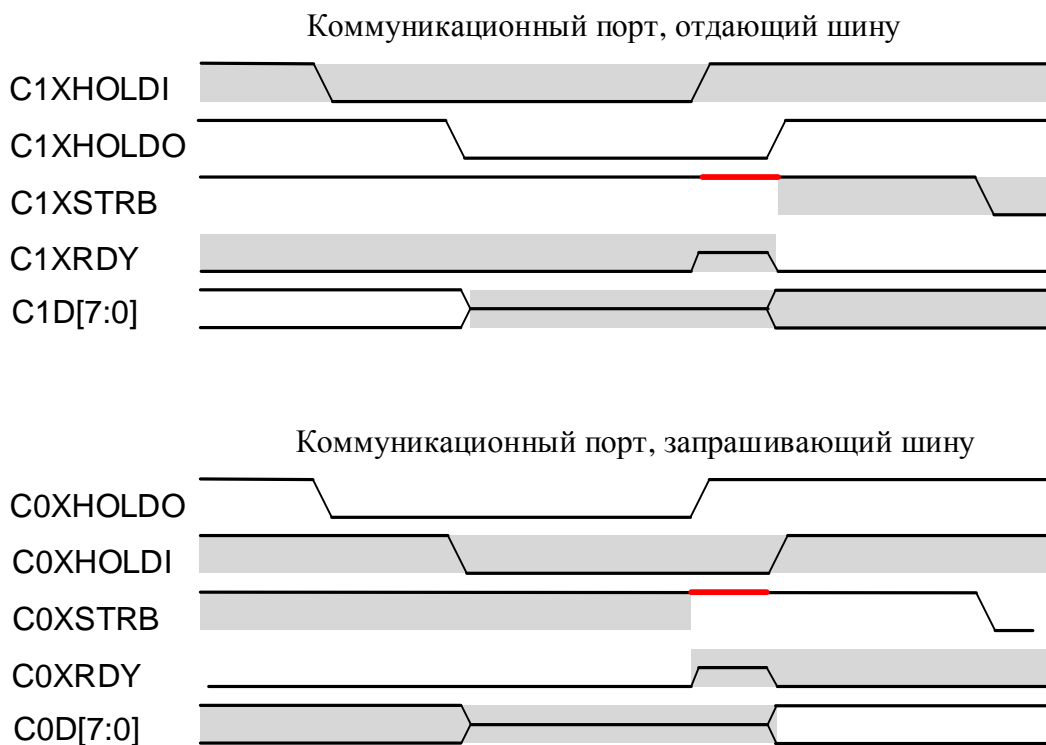 Коммуникационный порт, отдающий шину
C1XHOLDI
C1XHOLDO
C1XSTRB
C1XRDY
C1D[7:0]
Коммуникационный порт, запрашивающий шину
C0XHOLDO
C0XHOLDI
C0XSTRB
C0XRDY
C0D[7:0]